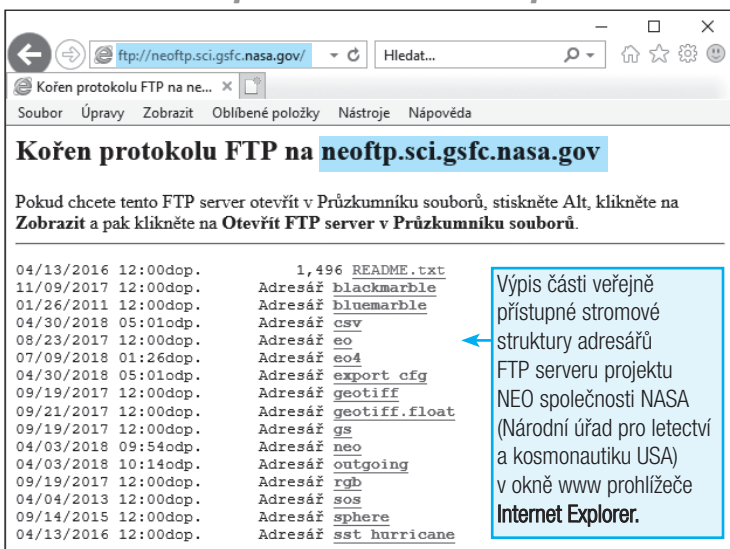 ftp://neoftp.sci.gsfc.nasa.gov/ Hledat...
Kořen protokolu FTP na ne...
Soubor Úpravy Zobrazit Oblíbené položky Nástroje Nápověda
Kořen protokolu FTP na neoftp.sci.gsfc.nasa.gov
Pokud chcete tento FTP server otevřít v Průzkumníku souborů, stiskněte Alt, klikněte na
Zobrazit a pak klikněte na Otevřít FTP server v Průzkumníku souborů.
04/13/2016 12:00dop. 1,496 README.txt
11/09/2017 12:00dop. Adresář blackmarble
01/26/2011 12:00dop. Adresář bluemarble
04/30/2018 05:01odp. Adresář csv
08/23/2017 12:00dop. Adresář eo
07/09/2018 01:26dop. Adresář eo4
04/30/2018 05:01odp. Adresář export_cfg
09/19/2017 12:00dop. Adresář geotiff
09/21/2017 12:00dop. Adresář geotiff.float
09/19/2017 12:00dop. Adresář gs
04/03/2018 09:54odp. Adresář neo
04/03/2018 10:14odp. Adresář outgoing
09/19/2017 12:00dop. Adresář rgb
04/04/2013 12:00dop. Adresář sos
09/14/2015 12:00dop. Adresář sphere
04/13/2016 12:00dop. Adresář sst_hurricane
Výpis části veřejně
přístupné stromové
struktury adresářů
FTP serveru projektu
NEO společnosti NASA
(Národní úřad pro letectví
a kosmonautiku USA)
v okně www prohlížeče
Internet Explorer.